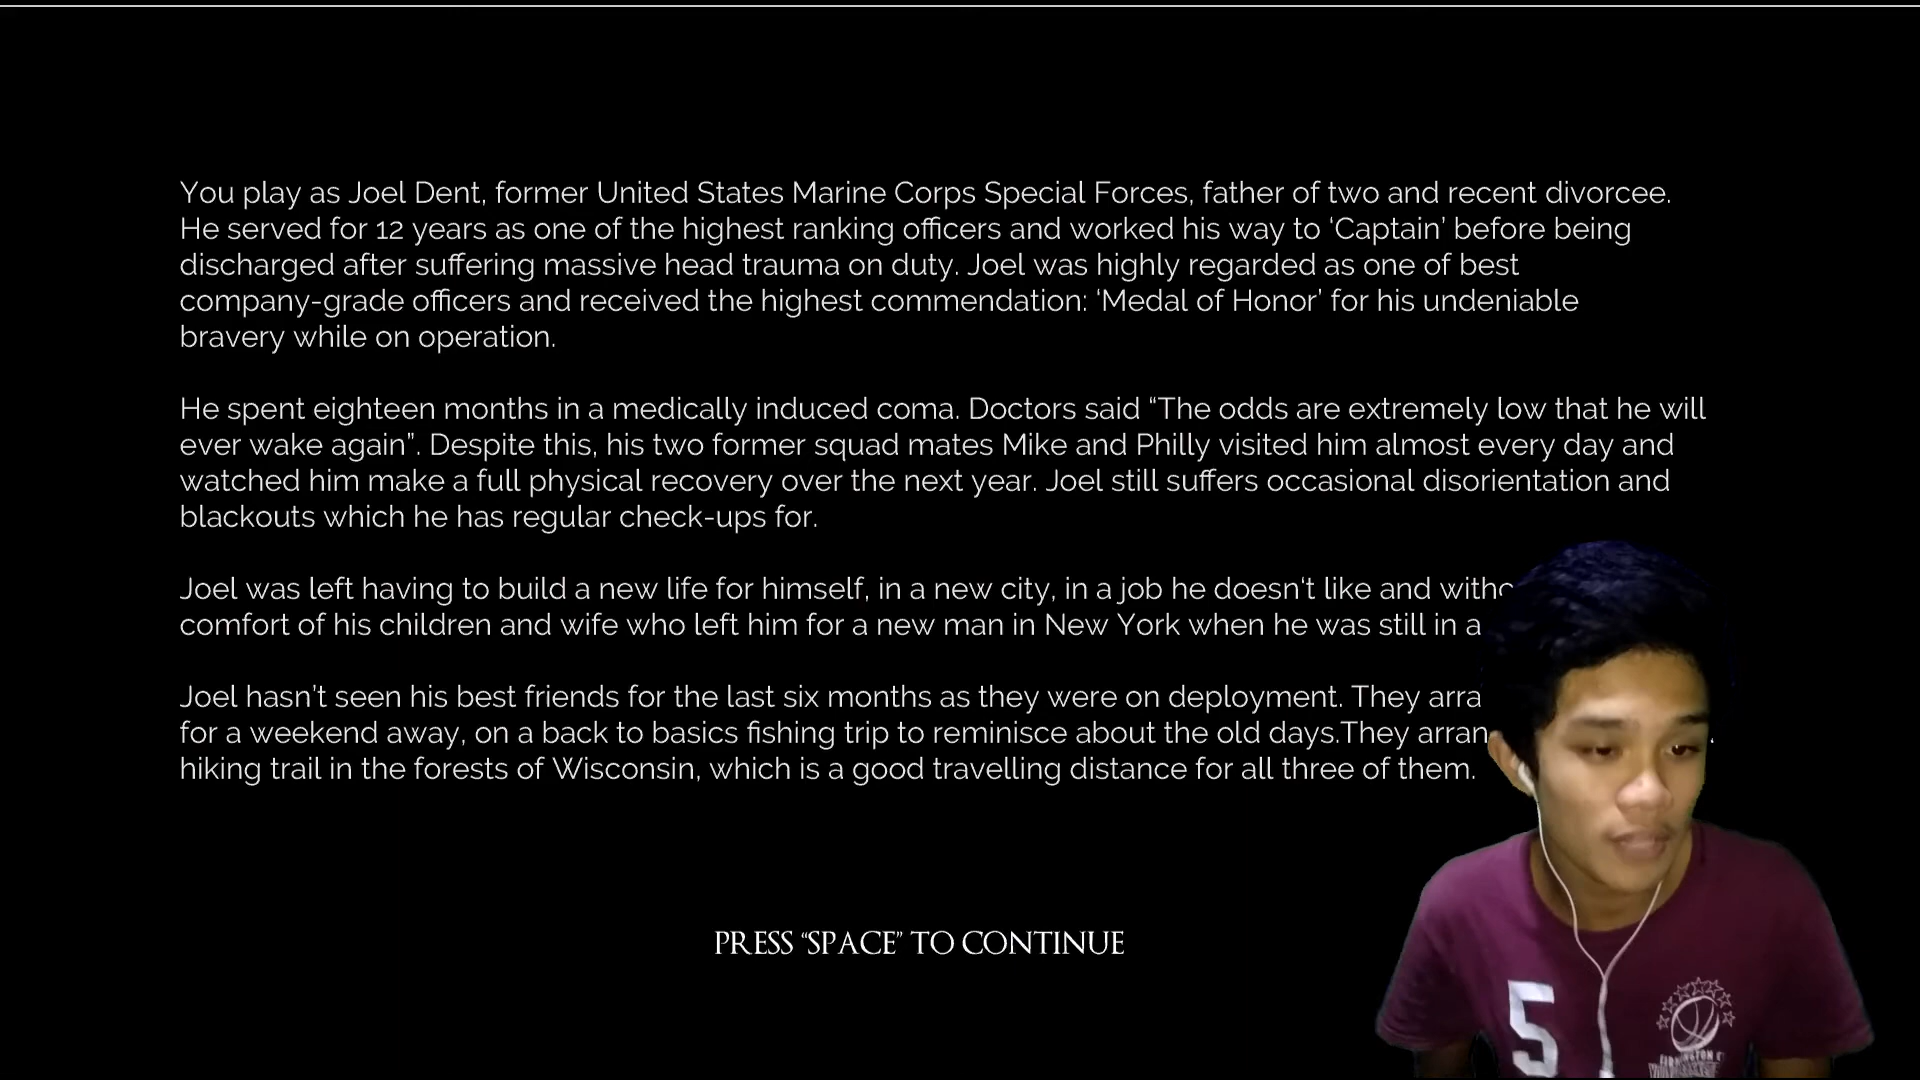 You play as Joel Dent, former United States Marine Corps Special Forces, father of two and recent divorcee.
He served for 12 years as one of the highest ranking officers and worked his way to ‘Captain’ before being
discharged after suffering massive head trauma on duty. Joel was highly regarded as one of best
company-grade officers and received the highest commendation: ‘Medal of Honor’ for his undeniable
bravery while on operation.
He spent eighteen months in a medically induced coma. Doctors said “The odds are extremely low that he will
ever wake again”. Despite this, his two former squad mates Mike and Philly visited him almost every day and
watched him make a full physical recovery over the next year. Joel still suffers occasional disorientation and
blackouts which he has regular check-ups for.
Joel was left having to build a new life for himself, in a new city, in a job he doesn't like and
comfort of his children and wife who left him for a new man in New York when he was still in a
Joel hasn’t seen his best friends for the last six months as they were on deployment. They
for a weekend away, on a back to basics fishing trip to reminisce about the old days.They
hiking trail in the forests of Wisconsin, which is a good travelling distance for all three of them.
PRESS “SPACE” TO CONTINUE
5